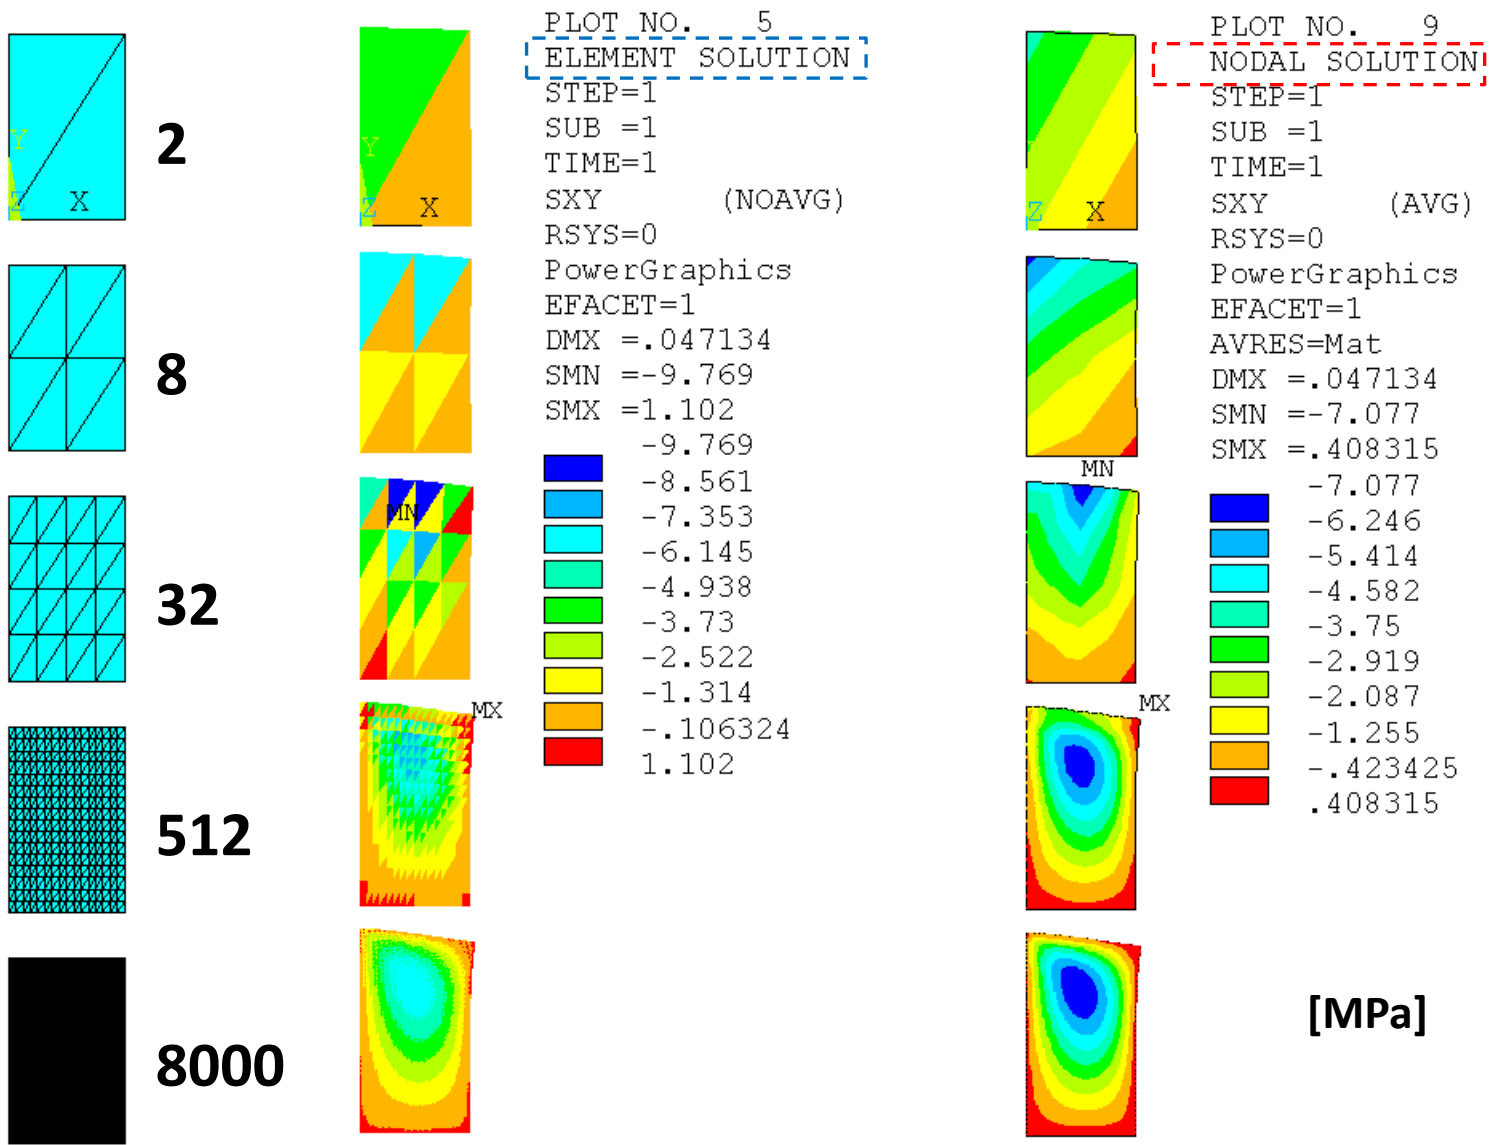 2
Y
Z X
8
32
512
8000
Y
Z X
MN
MX
PLOT NO. 5
ELEMENT SOLUTION
STEP=1
SUB =1
TIME=1
SXY (NOAVG)
RSYS=0
PowerGraphics
EFACET=1
DMX =.047134
SMN =-9.769
SMX =1.102
-9.769
-8.561
-7.353
-6.145
-4.938
-3.73
-2.522
-1.314
-.106324
1.102
Z X
MN
MX
PLOT NO. 9
NODAL SOLUTION
STEP=1
SUB =1
TIME=1
SXY (AVG)
RSYS=0
PowerGraphics
EFACET=1
AVRES=Mat
DMX =.047134
SMN =-7.077
SMX =.408315
-7.077
-6.246
-5.414
-4.582
-3.75
-2.919
-2.087
-1.255
-.423425
.408315
[MPa]